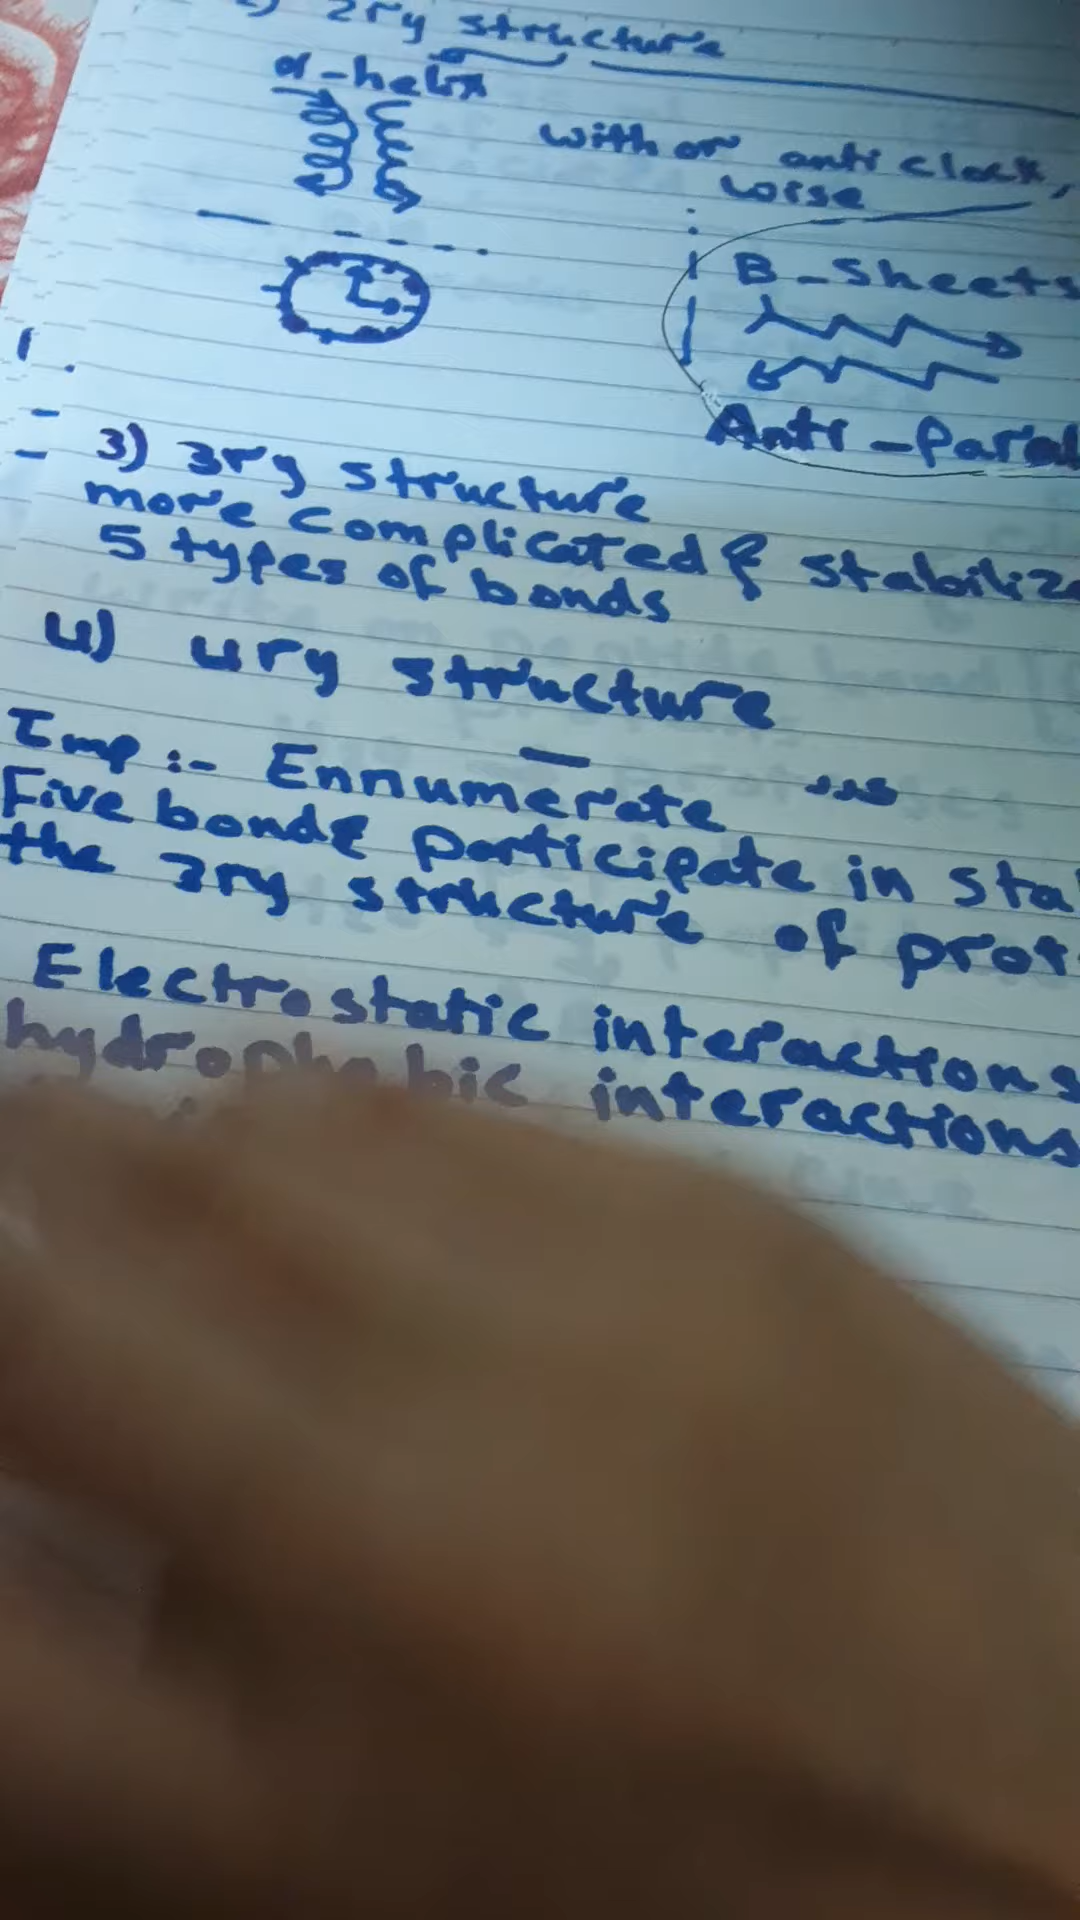 2ry structure
α-helix
with or anti clock,
wise
B-Sheets
Anti-Paral
3) 3ry structure
more complicated & stabiliz
5 types of bonds
4) 4ry structure
Imp:- Ennumerate
Five bonds participate in sta
the 3ry structure of prot
Electrostatic interactions
hydrophobic interactions